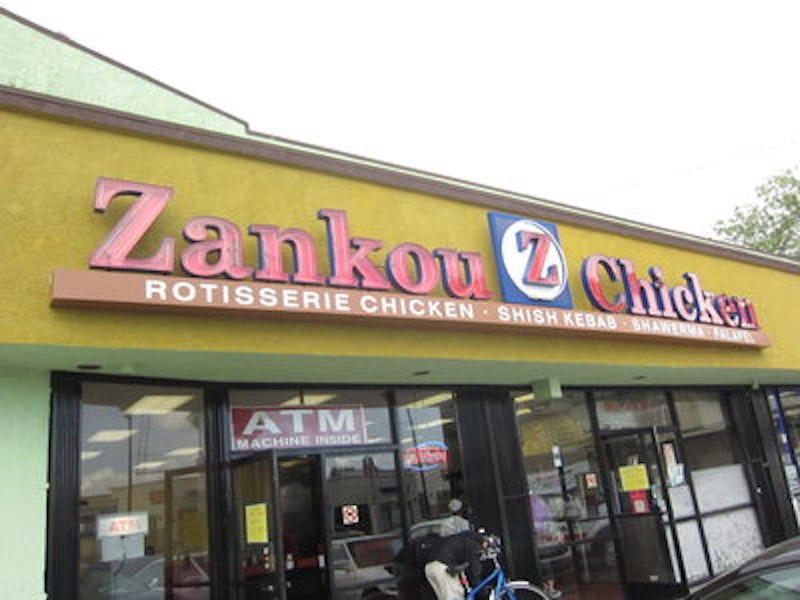 Zankou Z Chicken
ROTISSERIE CHICKEN · SHISH KEBAB · SHAWERMA · FALAFEL
ATM
MACHINE INSIDE
ATM